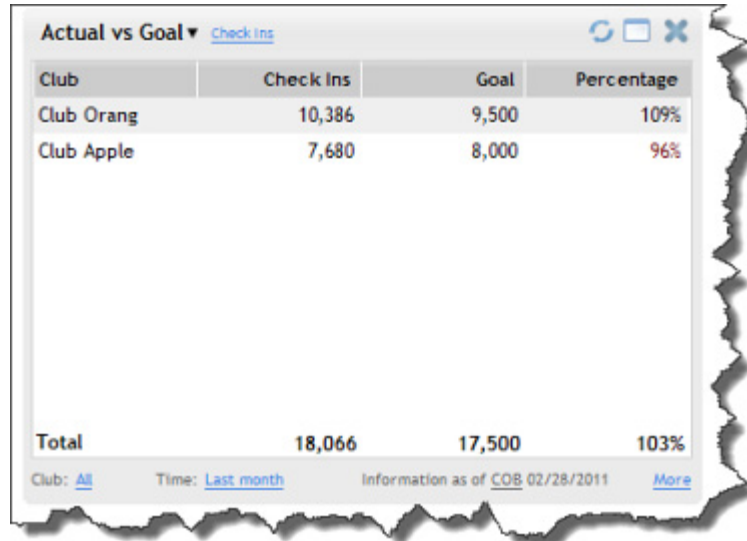 Actual vs Goal▼ Check Ins
Club Check Ins Goal Percentage
Club Orang 10,386 9,500 109%
Club Apple 7,680 8,000 96%
Total 18,066 17,500 103%
Club: All Time: Last month Information as of COB 02/28/2011 More